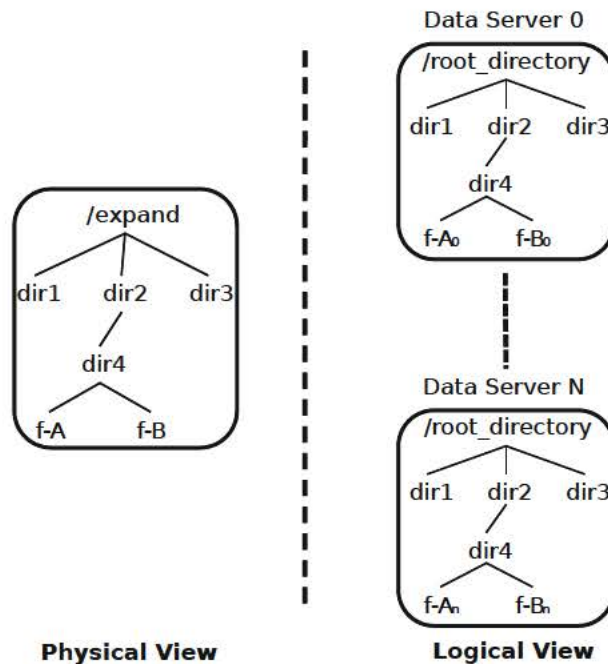 Data Server 0
/root_directory
dir1 dir2 dir3
dir4
f-A₀ f-B₀
/expand
dir1 dir2 dir3
dir4
f-A f-B
Data Server N
/root_directory
dir1 dir2 dir3
dir4
f-Aₙ f-Bₙ
Physical View
Logical View